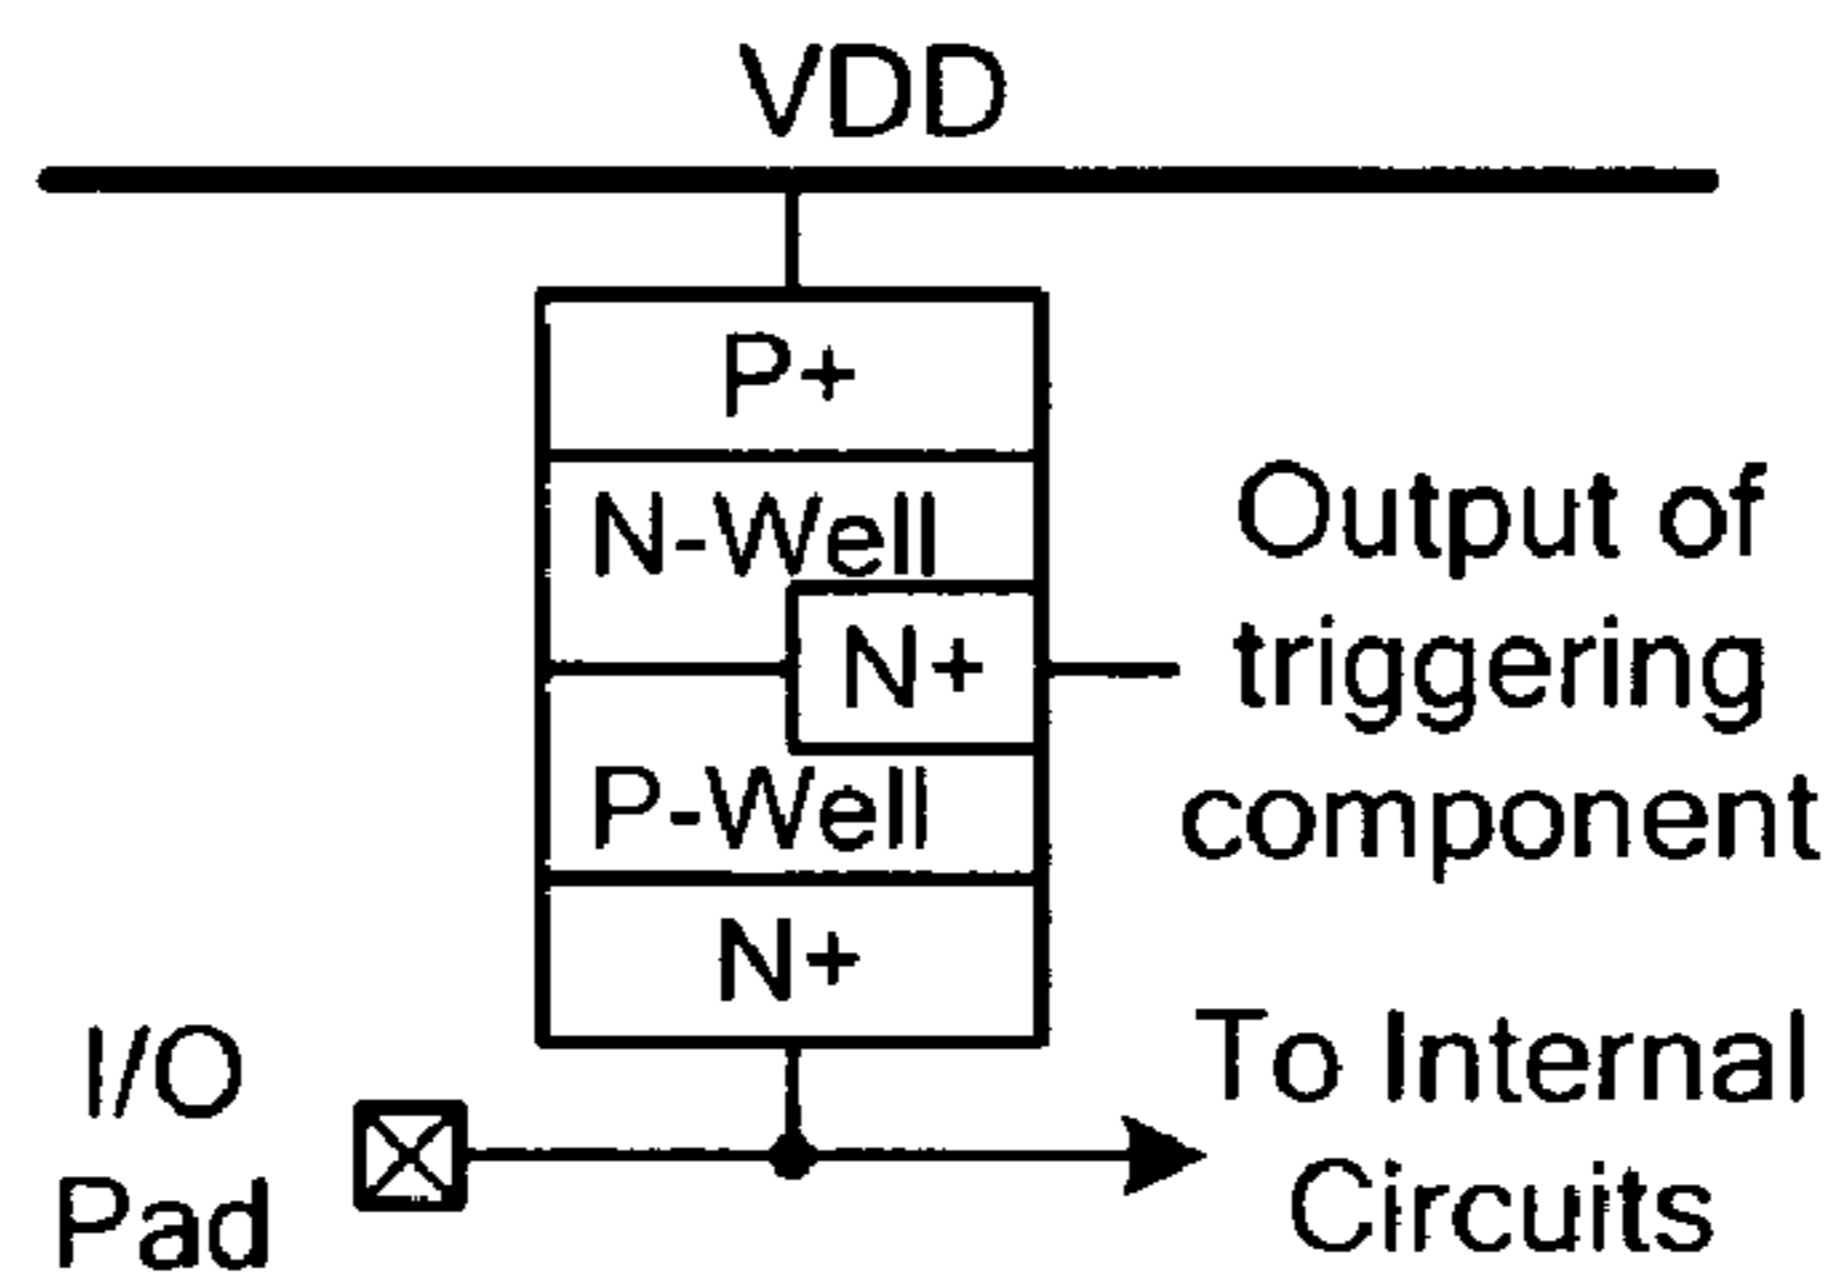 VDD
P+
N-Well
N+
P-Well
N+
Output of
triggering
component
I/O
Pad
To Internal
Circuits